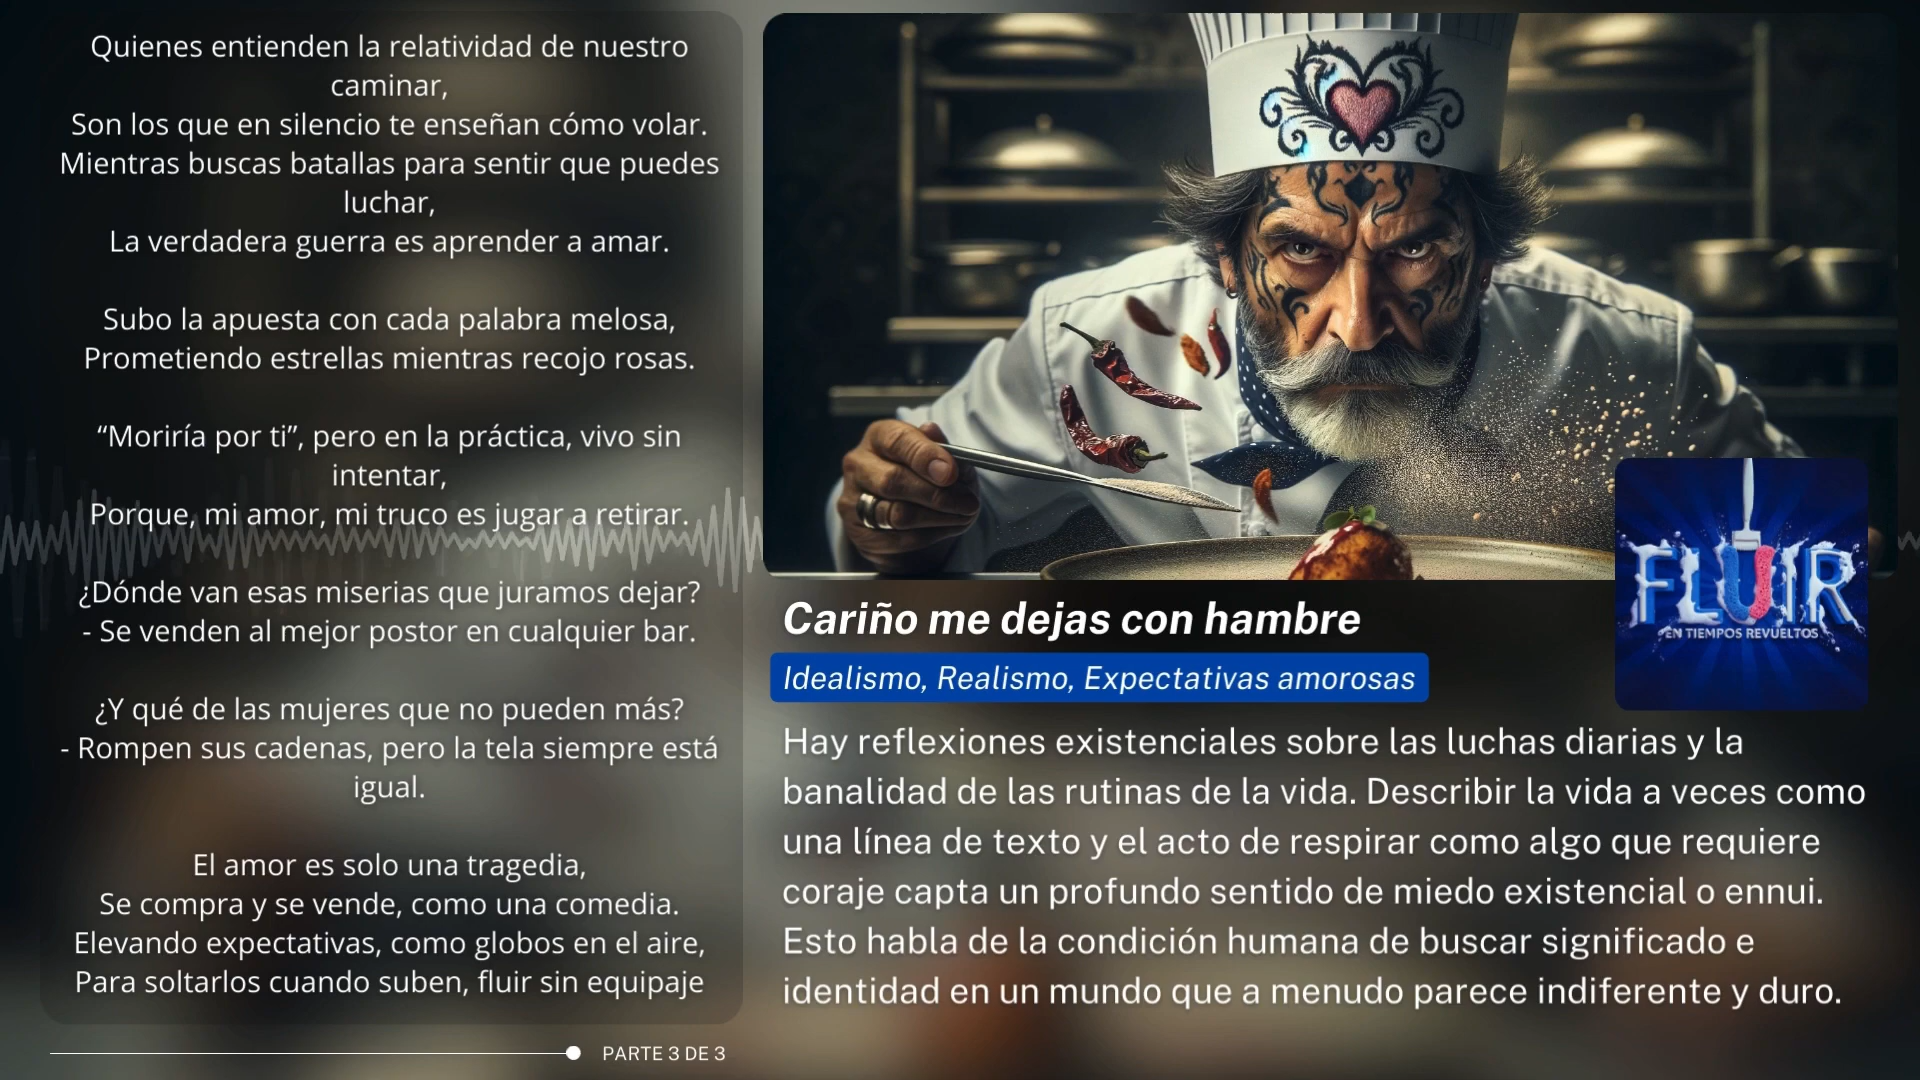 Quienes entienden la relatividad de nuestro
caminar,
Son los que en silencio te enseñan cómo volar.
Mientras buscas batallas para sentir que puedes
luchar,
La verdadera guerra es aprender a amar.
Subo la apuesta con cada palabra melosa,
Prometiendo estrellas mientras recojo rosas.
“Moriría por ti”, pero en la práctica, vivo sin
intentar,
Porque, mi amor, mi truco es jugar a retirar.
¿Dónde van esas miserias que juramos dejar?
- Se venden al mejor postor en cualquier bar.
¿Y qué de las mujeres que no pueden más?
- Rompen sus cadenas, pero la tela siempre está
igual.
El amor es solo una tragedia,
Se compra y se vende, como una comedia.
Elevando expectativas, como globos en el aire,
Para soltarlos cuando suben, fluir sin equipaje
PARTE 3 DE 3
FLUIR
EN TIEMPOS REVUELTOS
Cariño me dejas con hambre
Idealismo, Realismo, Expectativas amorosas
Hay reflexiones existenciales sobre las luchas diarias y la
banalidad de las rutinas de la vida. Describir la vida a veces como
una línea de texto y el acto de respirar como algo que requiere
coraje capta un profundo sentido de miedo existencial o ennui.
Esto habla de la condición humana de buscar significado e
identidad en un mundo que a menudo parece indiferente y duro.